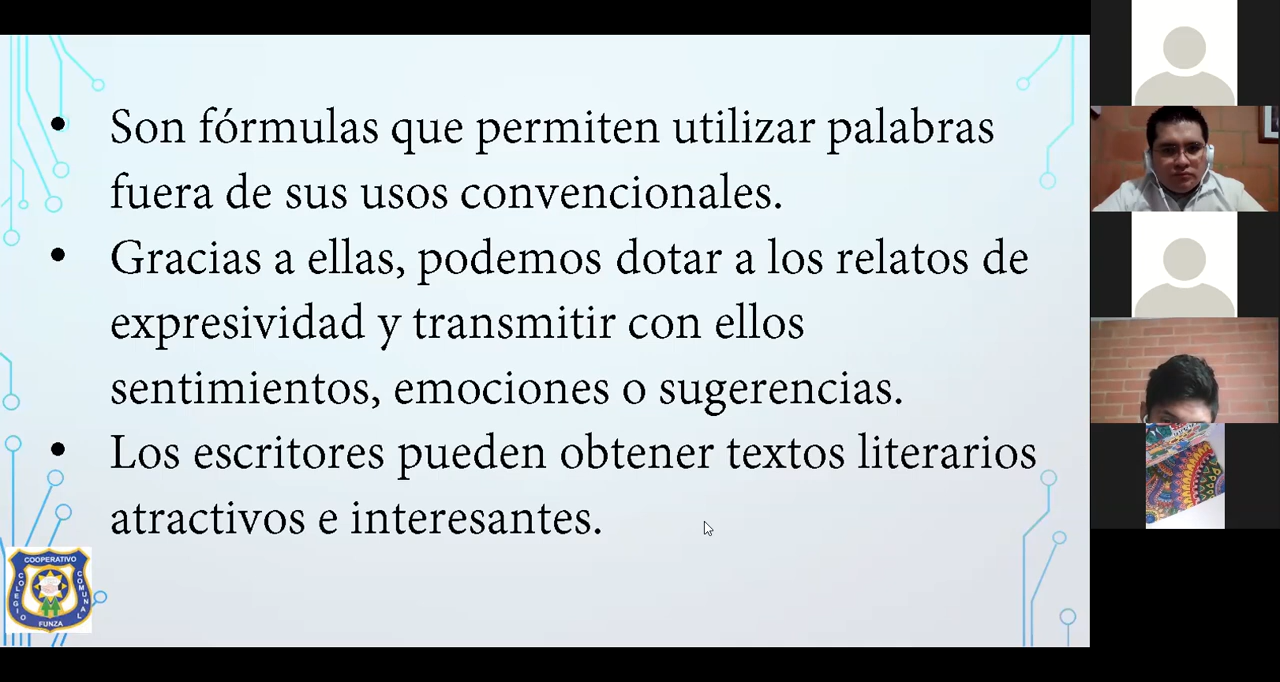 • Son fórmulas que permiten utilizar palabras
fuera de sus usos convencionales.
• Gracias a ellas, podemos dotar a los relatos de
expresividad y transmitir con ellos
sentimientos, emociones o sugerencias.
• Los escritores pueden obtener textos literarios
atractivos e interesantes.
COOPERATIVO
COLEGIO
COMUNAL
FUNZA